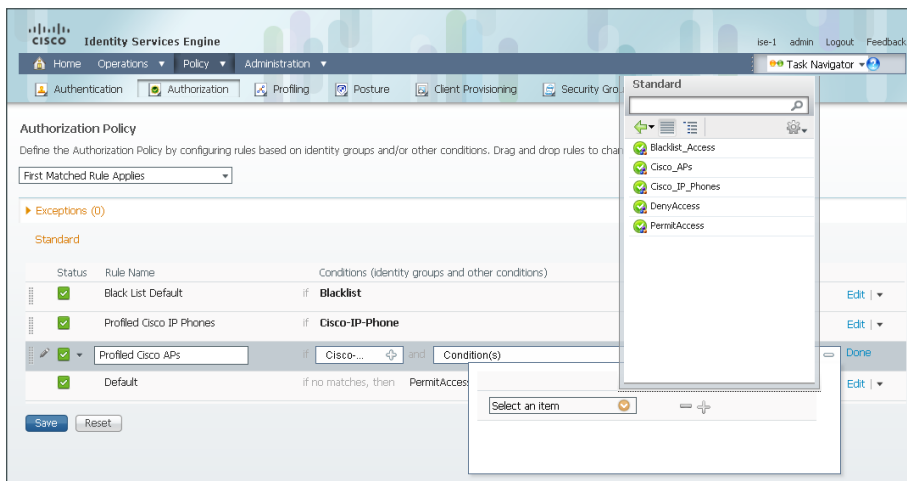 CISCO Identity Services Engine
ise-1 admin Logout Feedback
Home Operations Policy Administration Task Navigator
Authentication Authorization Profiling Posture Client Provisioning Security Gro
Authorization Policy
Define the Authorization Policy by configuring rules based on identity groups and/or other conditions. Drag and drop rules to chan
First Matched Rule Applies
Exceptions (0)
Standard
Status Rule Name Conditions (identity groups and other conditions)
Black List Default if Blacklist Edit
Profiled Cisco IP Phones if Cisco-IP-Phone Edit
Profiled Cisco APs if Cisco-... and Condition(s) Done
Default if no matches, then PermitAccess Edit
Save Reset
Standard
Blacklist_Access
Cisco_APs
Cisco_IP_Phones
DenyAccess
PermitAccess
Select an item